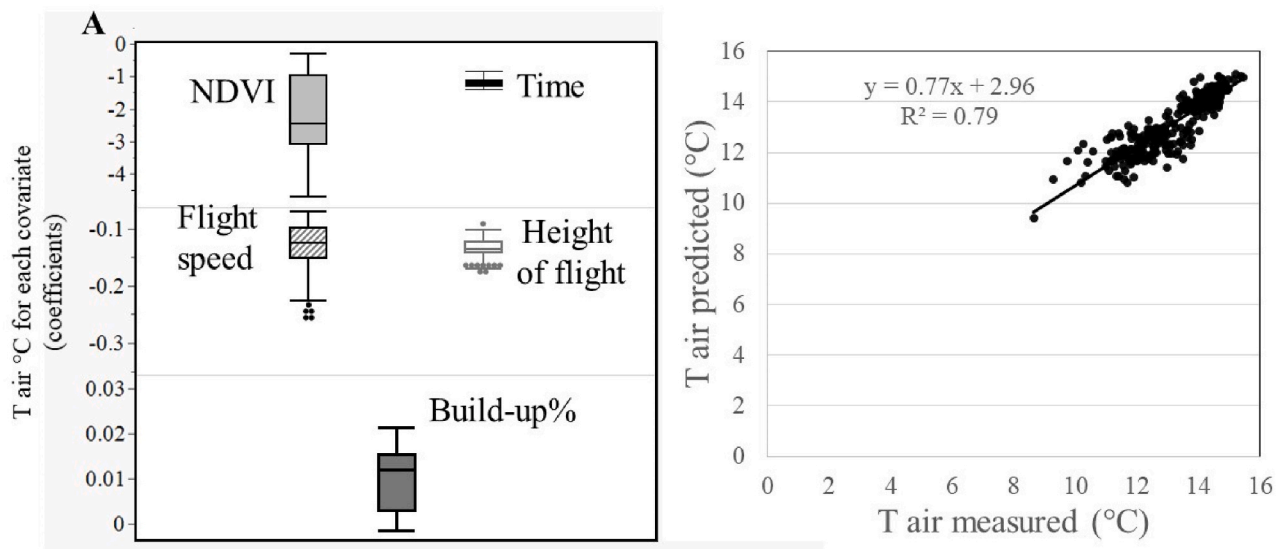 A
T air °C for each covariate
(coefficients)
0
-1
-2
-3
-4
-0.1
-0.2
-0.3
0.03
0.02
0.01
0
NDVI
Time
Flight
speed
Height
of flight
Build-up%
T air predicted (°C)
16
14
12
10
8
6
4
2
0
y = 0.77x + 2.96
R² = 0.79
0 2 4 6 8 10 12 14 16
T air measured (°C)